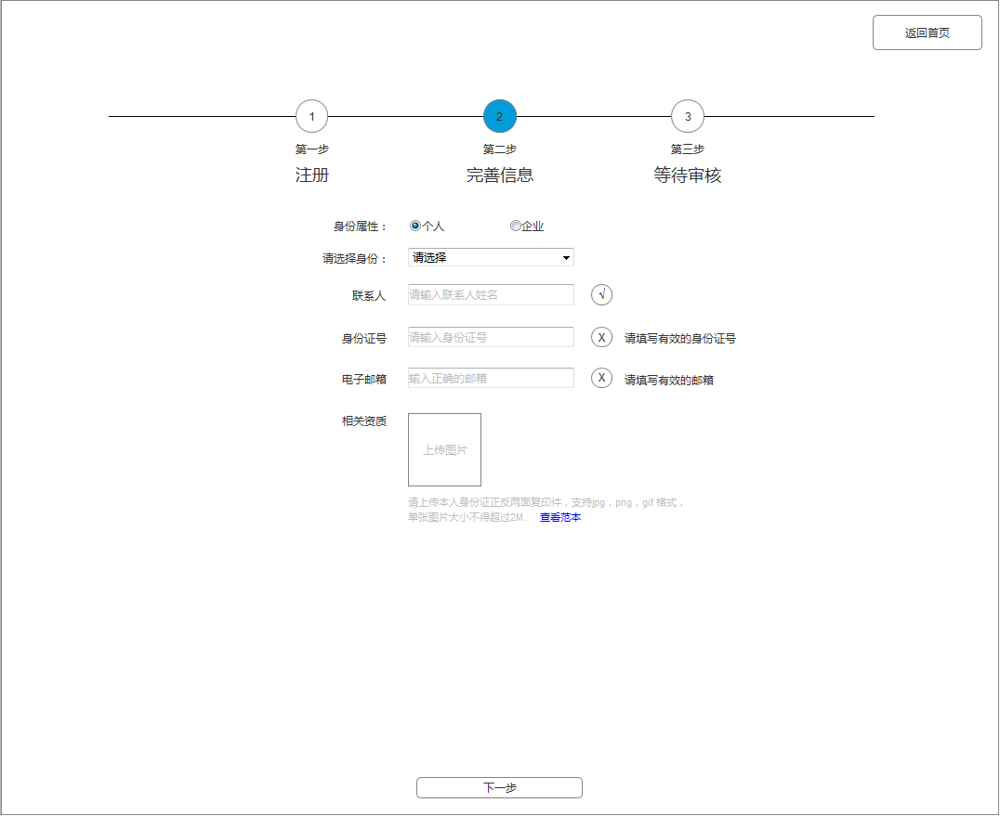 返回首页
1 2 3
第一步 第二步 第三步
注册 完善信息 等待审核
身份属性： 个人 企业
请选择身份： 请选择
联系人 请输入联系人姓名 √
身份证号 请输入身份证号 X 请填写有效的身份证号
电子邮箱 输入正确的邮箱 X 请填写有效的邮箱
相关资质
上传图片
请上传本人身份证正反两面复印件，支持jpg，png，gif 格式，
单张图片大小不得超过2M. 查看范本
下一步